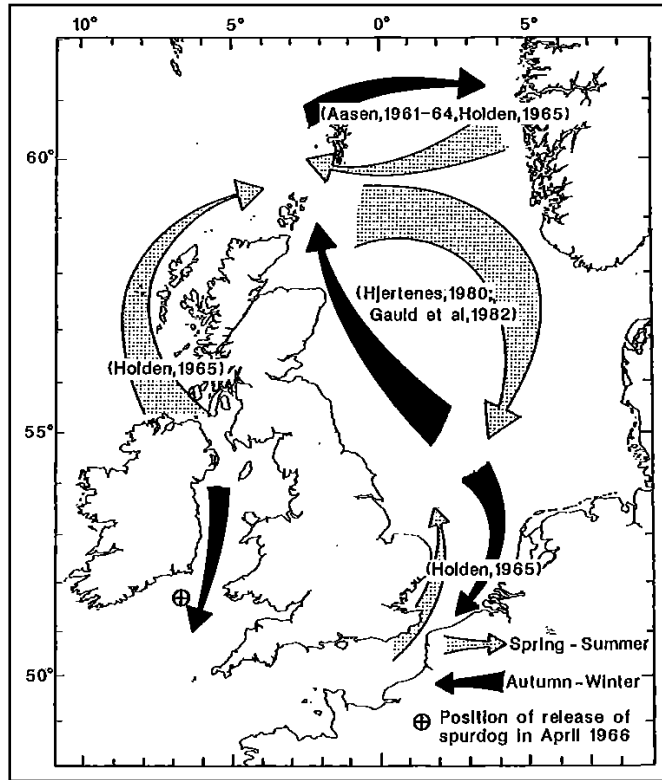 10° 5° 0° 5°
(Aasen, 1961-64, Holden, 1965)
60°
(Hjertenes, 1980;
Gauld et al, 1982)
(Holden, 1965)
55°
(Holden, 1965)
Spring - Summer
50°
Autumn - Winter
Position of release of
spurdog in April 1966